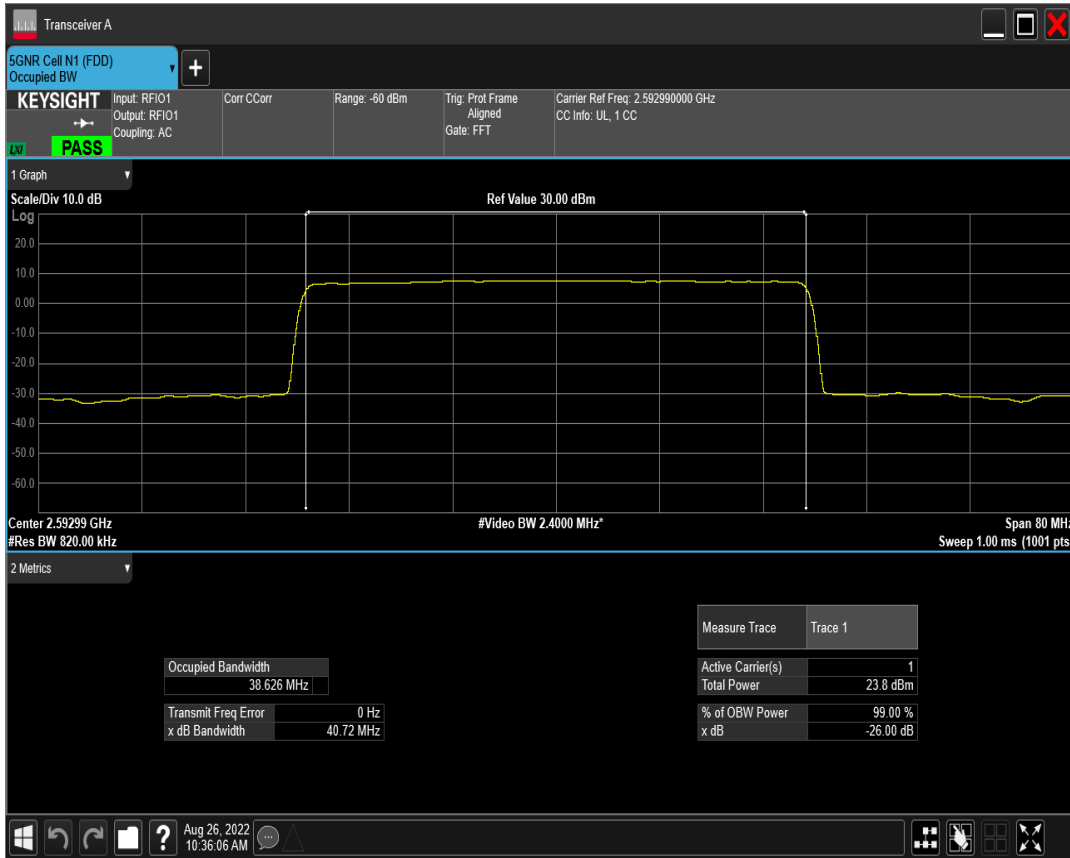 Transceiver A
5GNR Cell N1 (FDD)
Occupied BW
+
KEYSIGHT
LXI
PASS
Input: RFIO1
Output: RFIO1
Coupling: AC
Corr CCorr
Range: -60 dBm
Trig: Prot Frame
Aligned
Gate: FFT
Carrier Ref Freq: 2.592990000 GHz
CC Info: UL, 1 CC
1 Graph
Scale/Div 10.0 dB
Ref Value 30.00 dBm
Log
20.0
10.0
0.00
-10.0
-20.0
-30.0
-40.0
-50.0
-60.0
Center 2.59299 GHz
#Video BW 2.4000 MHz*
Span 80 MHz
#Res BW 820.00 kHz
Sweep 1.00 ms (1001 pts
2 Metrics
Measure Trace Trace 1
Occupied Bandwidth
38.626 MHz
Active Carrier(s) 1
Total Power 23.8 dBm
Transmit Freq Error 0 Hz
x dB Bandwidth 40.72 MHz
% of OBW Power 99.00 %
x dB -26.00 dB
?
Aug 26, 2022
10:36:06 AM